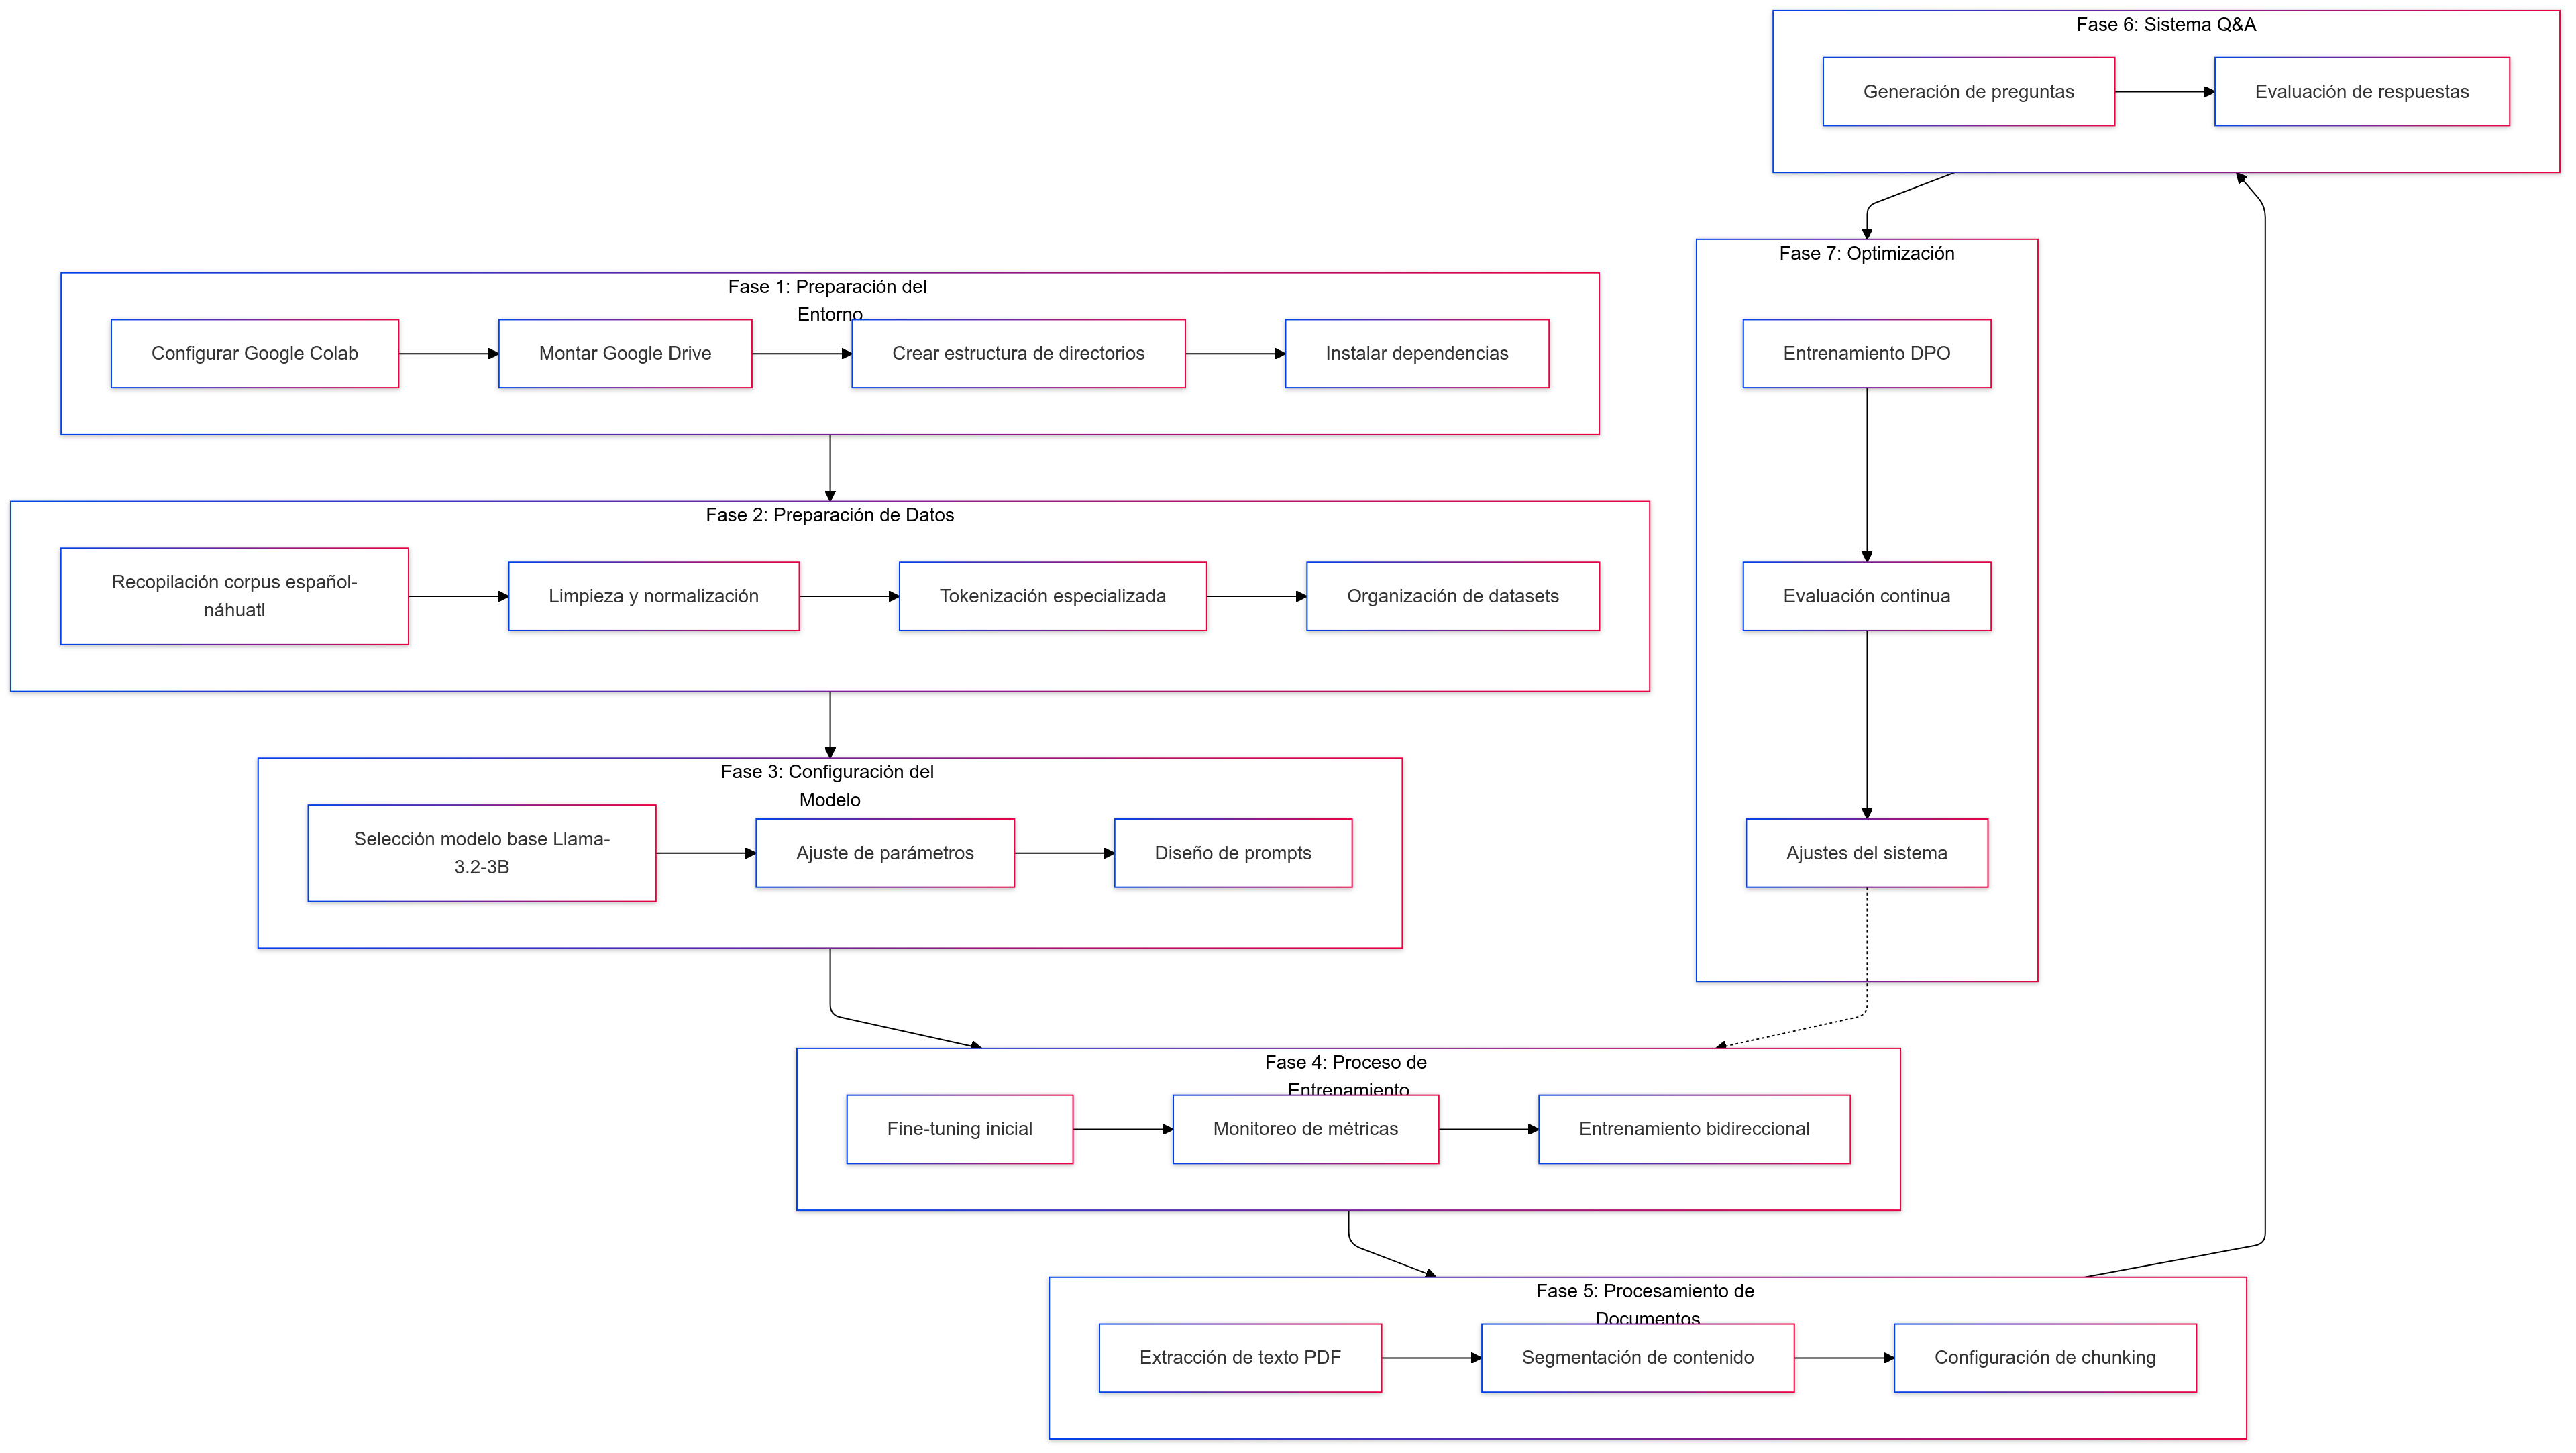 Fase 6: Sistema Q&A
Generación de preguntas
Evaluación de respuestas
Fase 7: Optimización
Entrenamiento DPO
Evaluación continua
Ajustes del sistema
Fase 1: Preparación del
Entorno
Configurar Google Colab
Montar Google Drive
Crear estructura de directorios
Instalar dependencias
Fase 2: Preparación de Datos
Recopilación corpus español-
náhuatl
Limpieza y normalización
Tokenización especializada
Organización de datasets
Fase 3: Configuración del
Modelo
Selección modelo base Llama-
3.2-3B
Ajuste de parámetros
Diseño de prompts
Fase 4: Proceso de
Entrenamiento
Fine-tuning inicial
Monitoreo de métricas
Entrenamiento bidireccional
Fase 5: Procesamiento de
Documentos
Extracción de texto PDF
Segmentación de contenido
Configuración de chunking